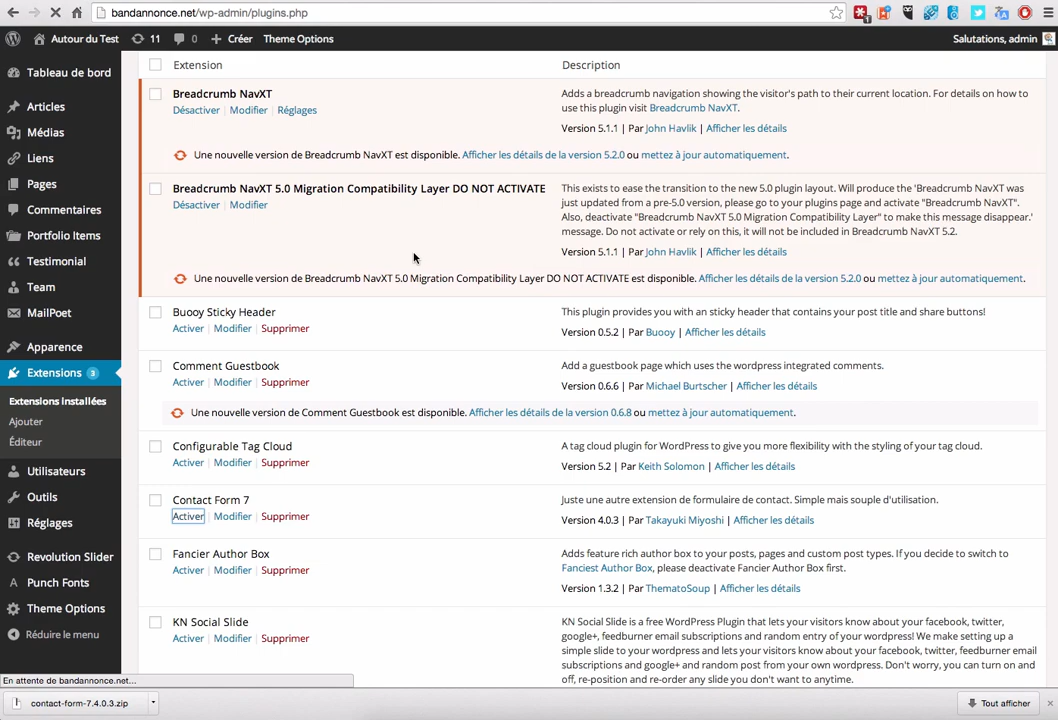 bandannonce.net/wp-admin/plugins.php
Autour du Test
11
0
Créer
Theme Options
Salutations, admin
Tableau de bord
Articles
Médias
Liens
Pages
Commentaires
Portfolio Items
Testimonial
Team
MailPoet
Apparence
Extensions 3
Extensions installées
Ajouter
Éditeur
Utilisateurs
Outils
Réglages
Revolution Slider
Punch Fonts
Theme Options
Réduire le menu
Extension
Description
Breadcrumb NavXT
Désactiver | Modifier | Réglages
Adds a breadcrumb navigation showing the visitor's path to their current location. For details on how to
use this plugin visit Breadcrumb NavXT.
Version 5.1.1 | Par John Havlik | Afficher les détails
Une nouvelle version de Breadcrumb NavXT est disponible. Afficher les détails de la version 5.2.0 ou mettez à jour automatiquement.
Breadcrumb NavXT 5.0 Migration Compatibility Layer DO NOT ACTIVATE
Désactiver | Modifier
This exists to ease the transition to the new 5.0 plugin layout. Will produce the 'Breadcrumb NavXT was
just updated from a pre-5.0 version, please go to your plugins page and activate "Breadcrumb NavXT".
Also, deactivate "Breadcrumb NavXT 5.0 Migration Compatibility Layer" to make this message disappear.'
message. Do not activate or rely on this, it will not be included in Breadcrumb NavXT 5.2.
Version 5.1.1 | Par John Havlik | Afficher les détails
Une nouvelle version de Breadcrumb NavXT 5.0 Migration Compatibility Layer DO NOT ACTIVATE est disponible. Afficher les détails de la version 5.2.0 ou mettez à jour automatiquement.
Buooy Sticky Header
Activer | Modifier | Supprimer
This plugin provides you with an sticky header that contains your post title and share buttons!
Version 0.5.2 | Par Buooy | Afficher les détails
Comment Guestbook
Activer | Modifier | Supprimer
Add a guestbook page which uses the wordpress integrated comments.
Version 0.6.6 | Par Michael Burtscher | Afficher les détails
Une nouvelle version de Comment Guestbook est disponible. Afficher les détails de la version 0.6.8 ou mettez à jour automatiquement.
Configurable Tag Cloud
Activer | Modifier | Supprimer
A tag cloud plugin for WordPress to give you more flexibility with the styling of your tag cloud.
Version 5.2 | Par Keith Solomon | Afficher les détails
Contact Form 7
Activer | Modifier | Supprimer
Juste une autre extension de formulaire de contact. Simple mais souple d'utilisation.
Version 4.0.3 | Par Takayuki Miyoshi | Afficher les détails
Fancier Author Box
Activer | Modifier | Supprimer
Adds feature rich author box to your posts, pages and custom post types. If you decide to switch to
Fanciest Author Box, please deactivate Fancier Author Box first.
Version 1.3.2 | Par ThematoSoup | Afficher les détails
KN Social Slide
Activer | Modifier | Supprimer
KN Social Slide is a free WordPress Plugin that lets your visitors know about your facebook, twitter,
google+, feedburner email subscriptions and random entry of your wordpress! We make setting up a
simple slide to your wordpress and lets your visitors know about your facebook, twitter, feedburner email
subscriptions and google+ and random post from your own wordpress. Don't worry, you can turn on and
off, re-position and re-order any slide you don't want to anytime.
En attente de bandannonce.net...
contact-form-7.4.0.3.zip
Tout afficher